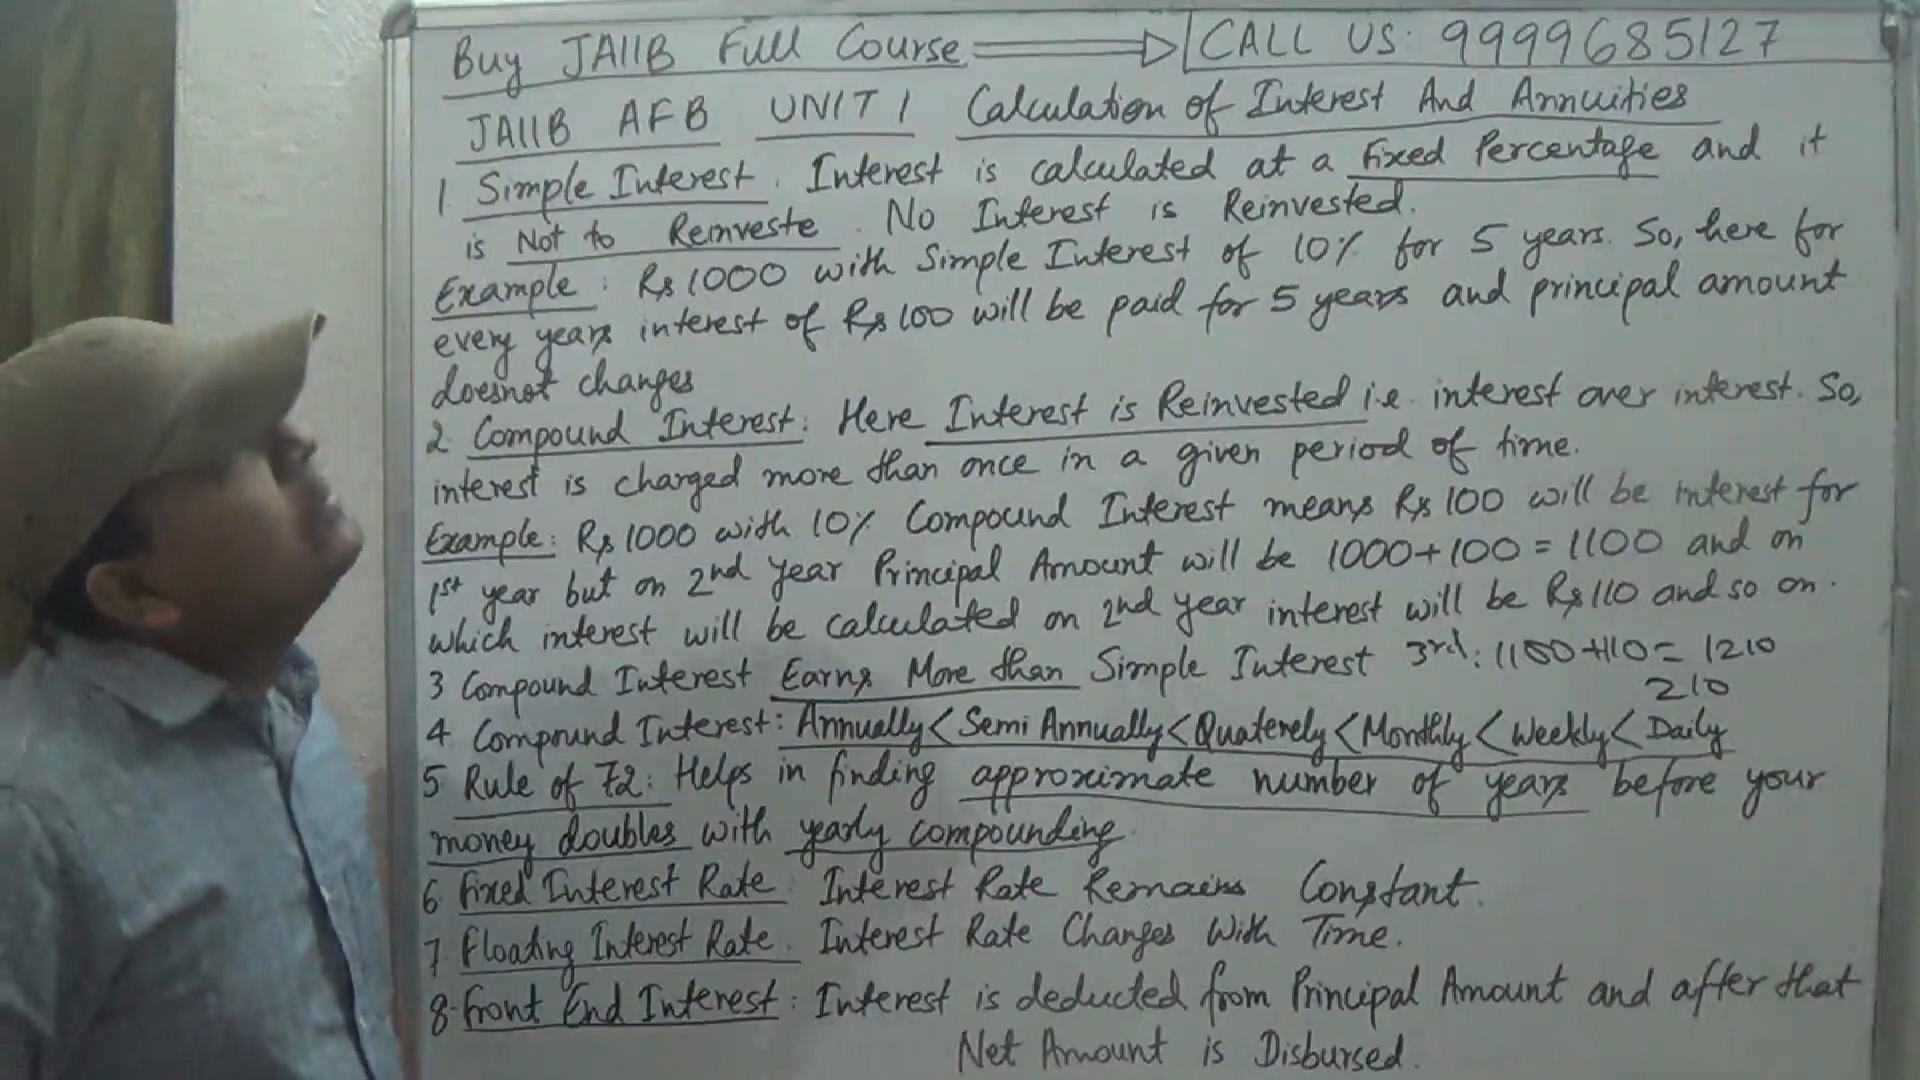 Buy JAIIB Full Course ⇒ CALL US: 9999685127
JAIIB AFB UNIT 1 Calculation of Interest And Annuities
1. Simple Interest. Interest is calculated at a Fixed Percentage and it
is Not to Reinveste. No Interest is Reinvested.
Example: Rs 1000 with Simple Interest of 10% for 5 years. So, here for
every years interest of Rs 100 will be paid for 5 years and principal amount
doesnot changes
2. Compound Interest: Here Interest is Reinvested i.e. interest over interest. So,
interest is charged more than once in a given period of time.
Example: Rs 1000 with 10% Compound Interest means Rs 100 will be interest for
1st year but on 2nd year Principal Amount will be 1000+100=1100 and on
which interest will be calculated on 2nd year interest will be Rs 110 and so on.
3 Compound Interest Earns More than Simple Interest 3rd: 1100+110= 1210
210
4 Compound Interest: Annually < Semi Annually < Quaterely < Monthly < Weekly < Daily
5 Rule of 72: Helps in finding approximate number of years before your
money doubles with yearly compounding.
6 Fixed Interest Rate Interest Rate Remains Constant.
7 Floating Interest Rate. Interest Rate Changes With Time.
8. Front End Interest: Interest is deducted from Principal Amount and after that
Net Amount is Disbursed.